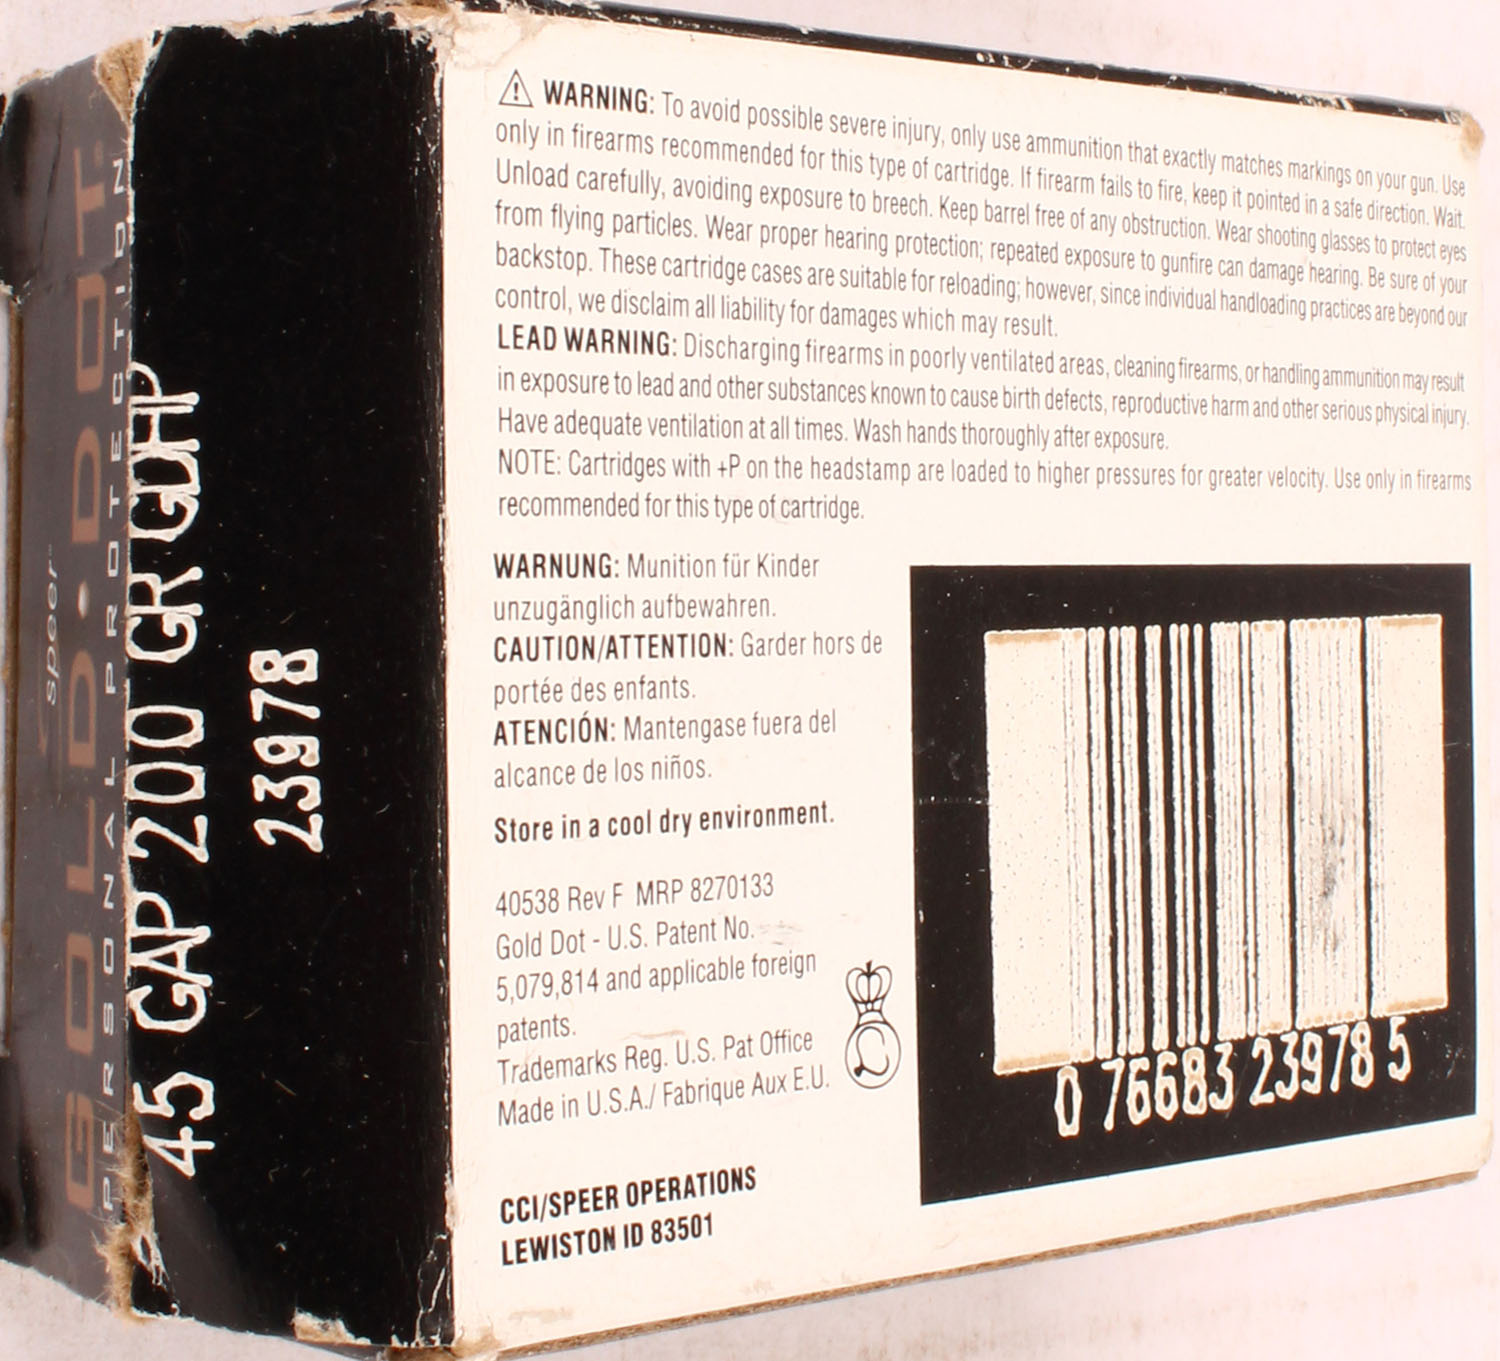 speer
GOLD DOT.
PERSONAL PROTECTION
45 GAP 200 GR GDHP
23978
WARNING: To avoid possible severe injury, only use ammunition that exactly matches markings on your gun. Use
only in firearms recommended for this type of cartridge. If firearm fails to fire, keep it pointed in a safe direction. Wait.
Unload carefully, avoiding exposure to breech. Keep barrel free of any obstruction. Wear shooting glasses to protect eyes
from flying particles. Wear proper hearing protection; repeated exposure to gunfire can damage hearing. Be sure of your
backstop. These cartridge cases are suitable for reloading; however, since individual handloading practices are beyond our
control, we disclaim all liability for damages which may result.
LEAD WARNING: Discharging firearms in poorly ventilated areas, cleaning firearms, or handling ammunition may result
in exposure to lead and other substances known to cause birth defects, reproductive harm and other serious physical injury.
Have adequate ventilation at all times. Wash hands thoroughly after exposure.
NOTE: Cartridges with +P on the headstamp are loaded to higher pressures for greater velocity. Use only in firearms
recommended for this type of cartridge.
WARNUNG: Munition für Kinder
unzugänglich aufbewahren.
CAUTION/ATTENTION: Garder hors de
portée des enfants.
ATENCIÓN: Mantengase fuera del
alcance de los niños.
Store in a cool dry environment.
40538 Rev F MRP 8270133
Gold Dot - U.S. Patent No.
5,079,814 and applicable foreign
patents.
Trademarks Reg. U.S. Pat Office
Made in U.S.A./ Fabrique Aux E.U.
CCI/SPEER OPERATIONS
LEWISTON ID 83501
0 76683 23978 5